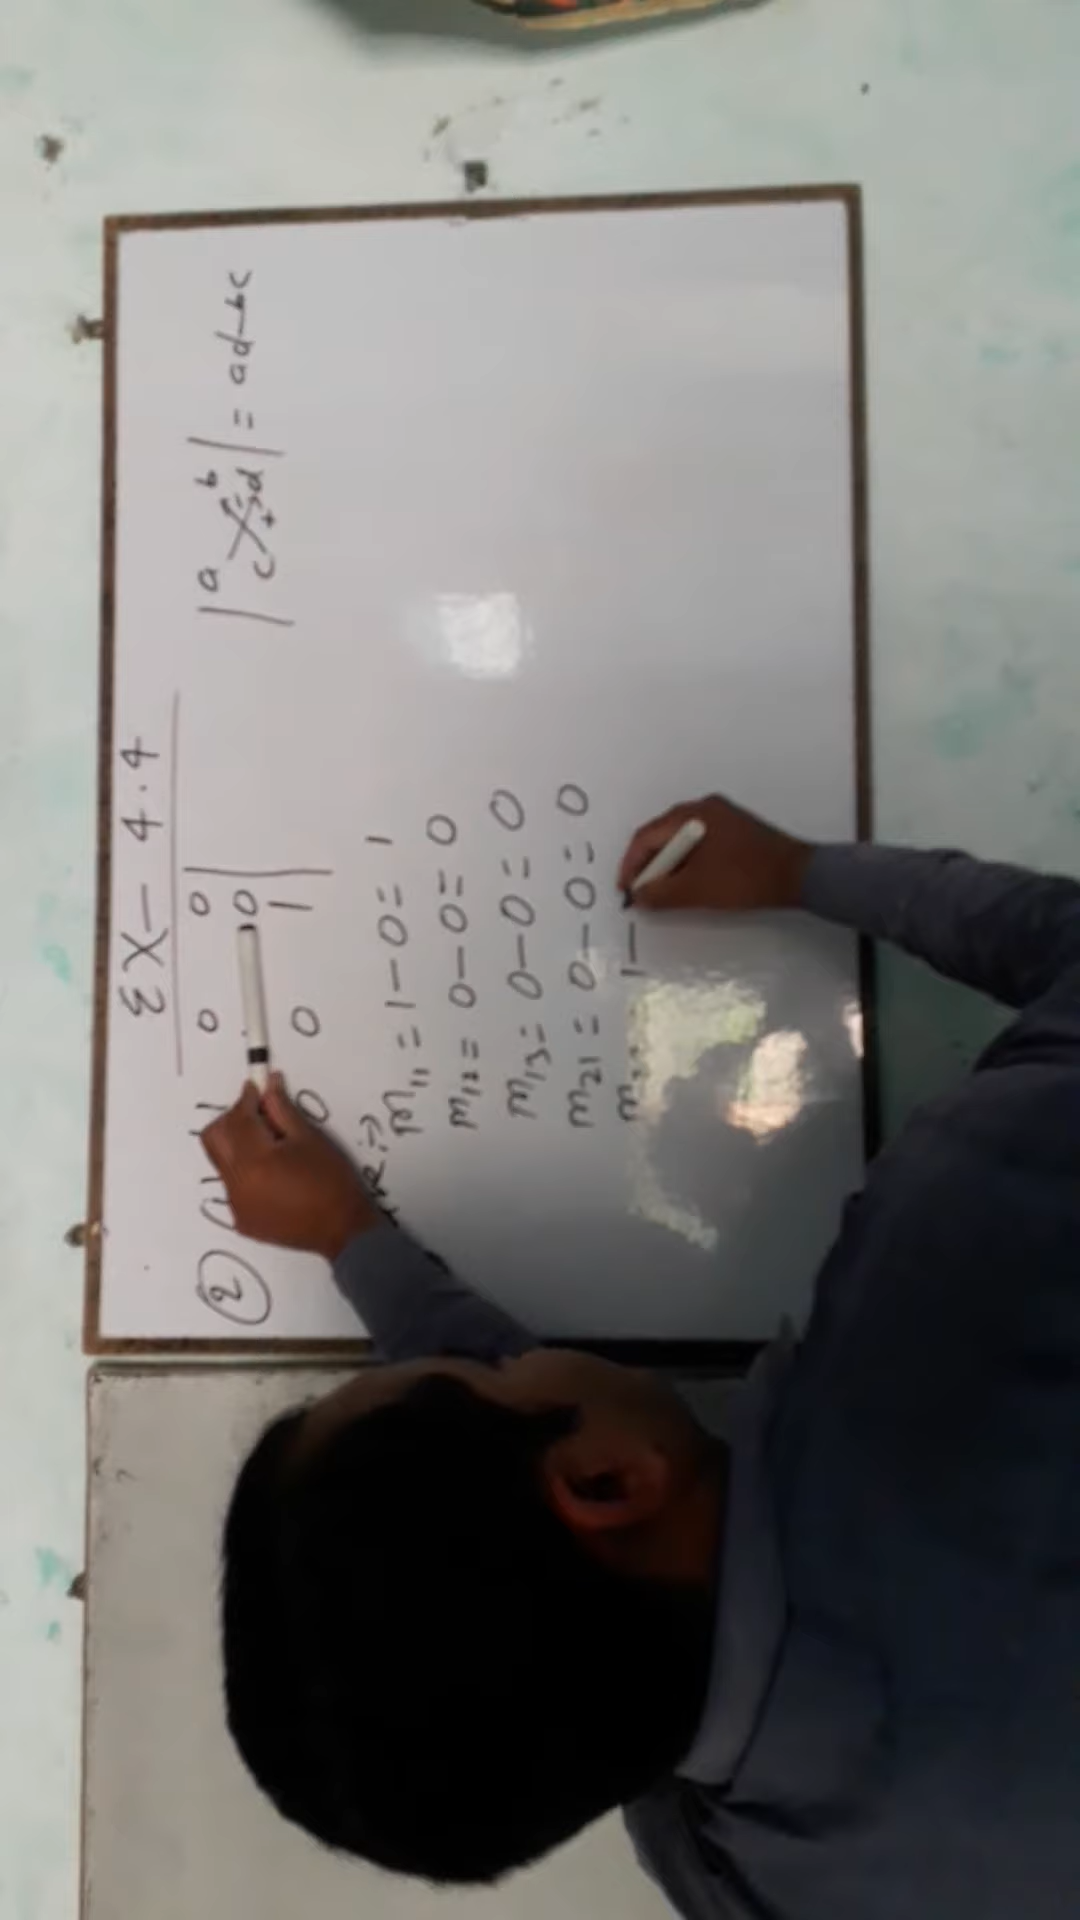 EX- 4.4
② (i) | 1 0 0 |
0
0 0 1
| a b
c d | = ad-bc
M11 = 1-0= 1
M12 = 0-0= 0
M13 = 0-0= 0
M21 = 0-0= 0
1-